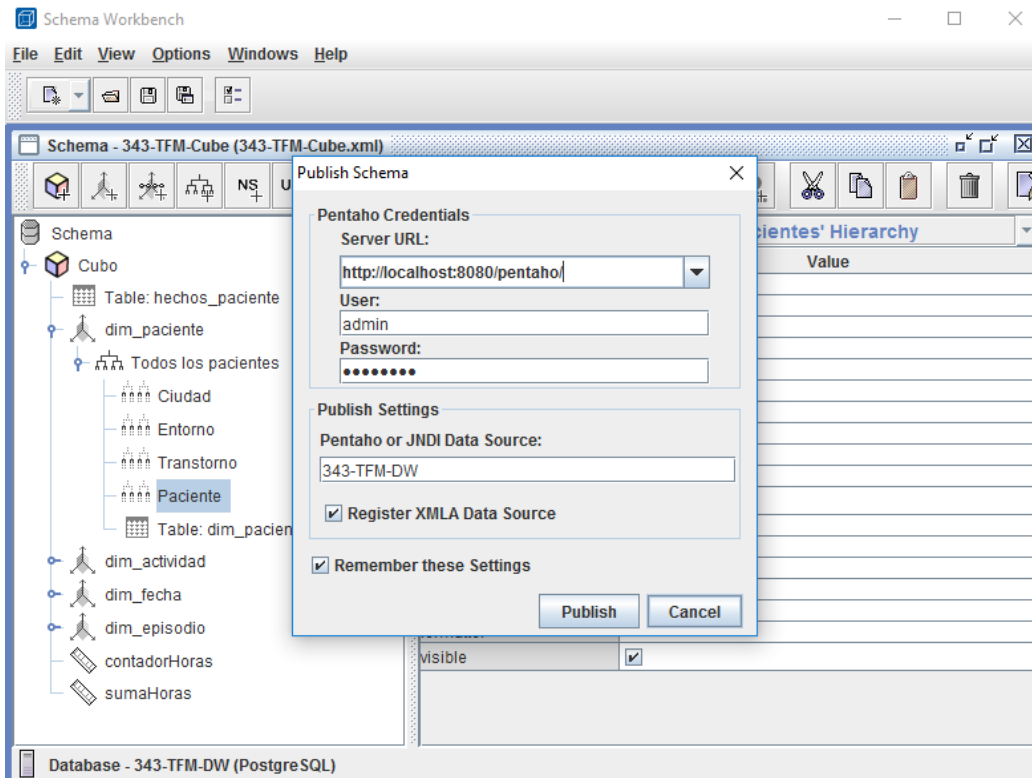 Schema Workbench
File Edit View Options Windows Help
Schema - 343-TFM-Cube (343-TFM-Cube.xml)
NS
Publish Schema
Pentaho Credentials
Server URL:
http://localhost:8080/pentaho/
User:
admin
Password:
••••••••
Publish Settings
Pentaho or JNDI Data Source:
343-TFM-DW
Register XMLA Data Source
Remember these Settings
Publish Cancel
Schema
Cubo
Table: hechos_paciente
dim_paciente
Todos los pacientes
Ciudad
Entorno
Transtorno
Paciente
Table: dim_pacien
dim_actividad
dim_fecha
dim_episodio
contadorHoras
sumaHoras
cientes' Hierarchy
Value
visible
Database - 343-TFM-DW (PostgreSQL)